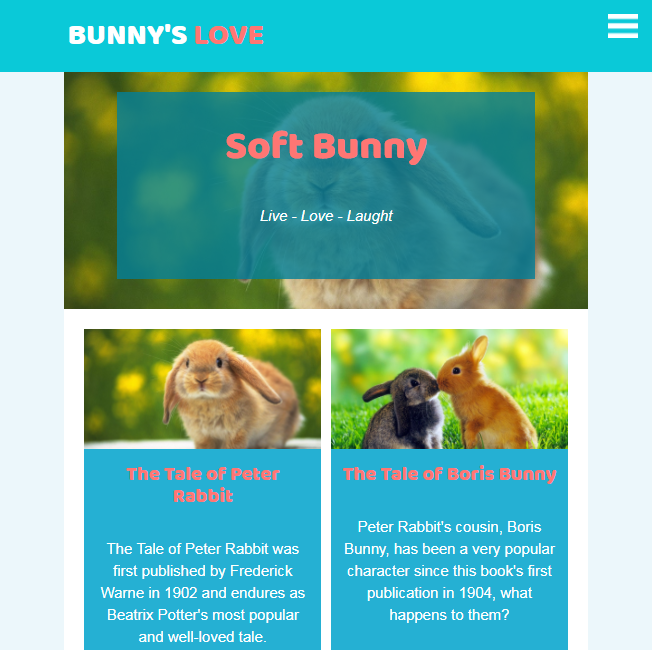 BUNNY'S LOVE
Soft Bunny
Live - Love - Laught
The Tale of Peter
Rabbit
The Tale of Peter Rabbit was
first published by Frederick
Warne in 1902 and endures as
Beatrix Potter's most popular
and well-loved tale.
The Tale of Boris Bunny
Peter Rabbit's cousin, Boris
Bunny, has been a very popular
character since this book's first
publication in 1904, what
happens to them?